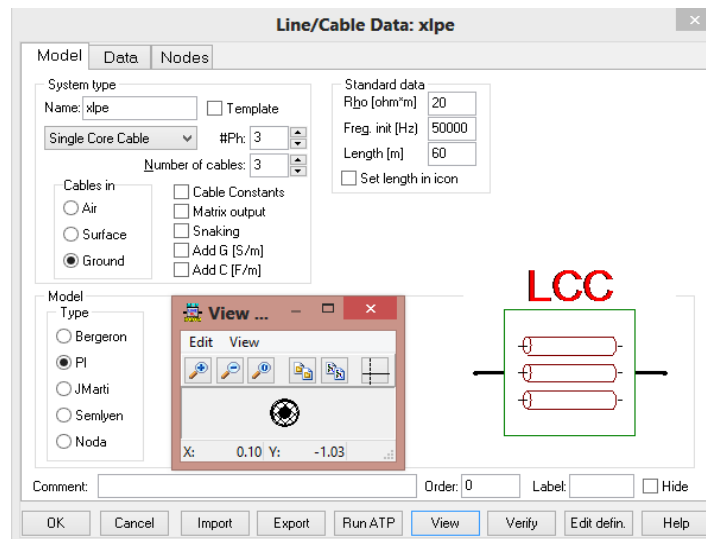 Line/Cable Data: xlpe
Model Data Nodes
System type
Name: xlpe Template
Single Core Cable #Ph: 3
Number of cables: 3
Cables in
Air
Surface
Ground
Cable Constants
Matrix output
Snaking
Add G [S/m]
Add C [F/m]
Standard data
Rho [ohm*m] 20
Freq. init [Hz] 50000
Length [m] 60
Set length in icon
Model
Type
Bergeron
PI
JMarti
Semlyen
Noda
View ...
Edit View
X: 0.10 Y: -1.03
LCC
Comment: Order: 0 Label: Hide
OK Cancel Import Export Run ATP View Verify Edit defin. Help